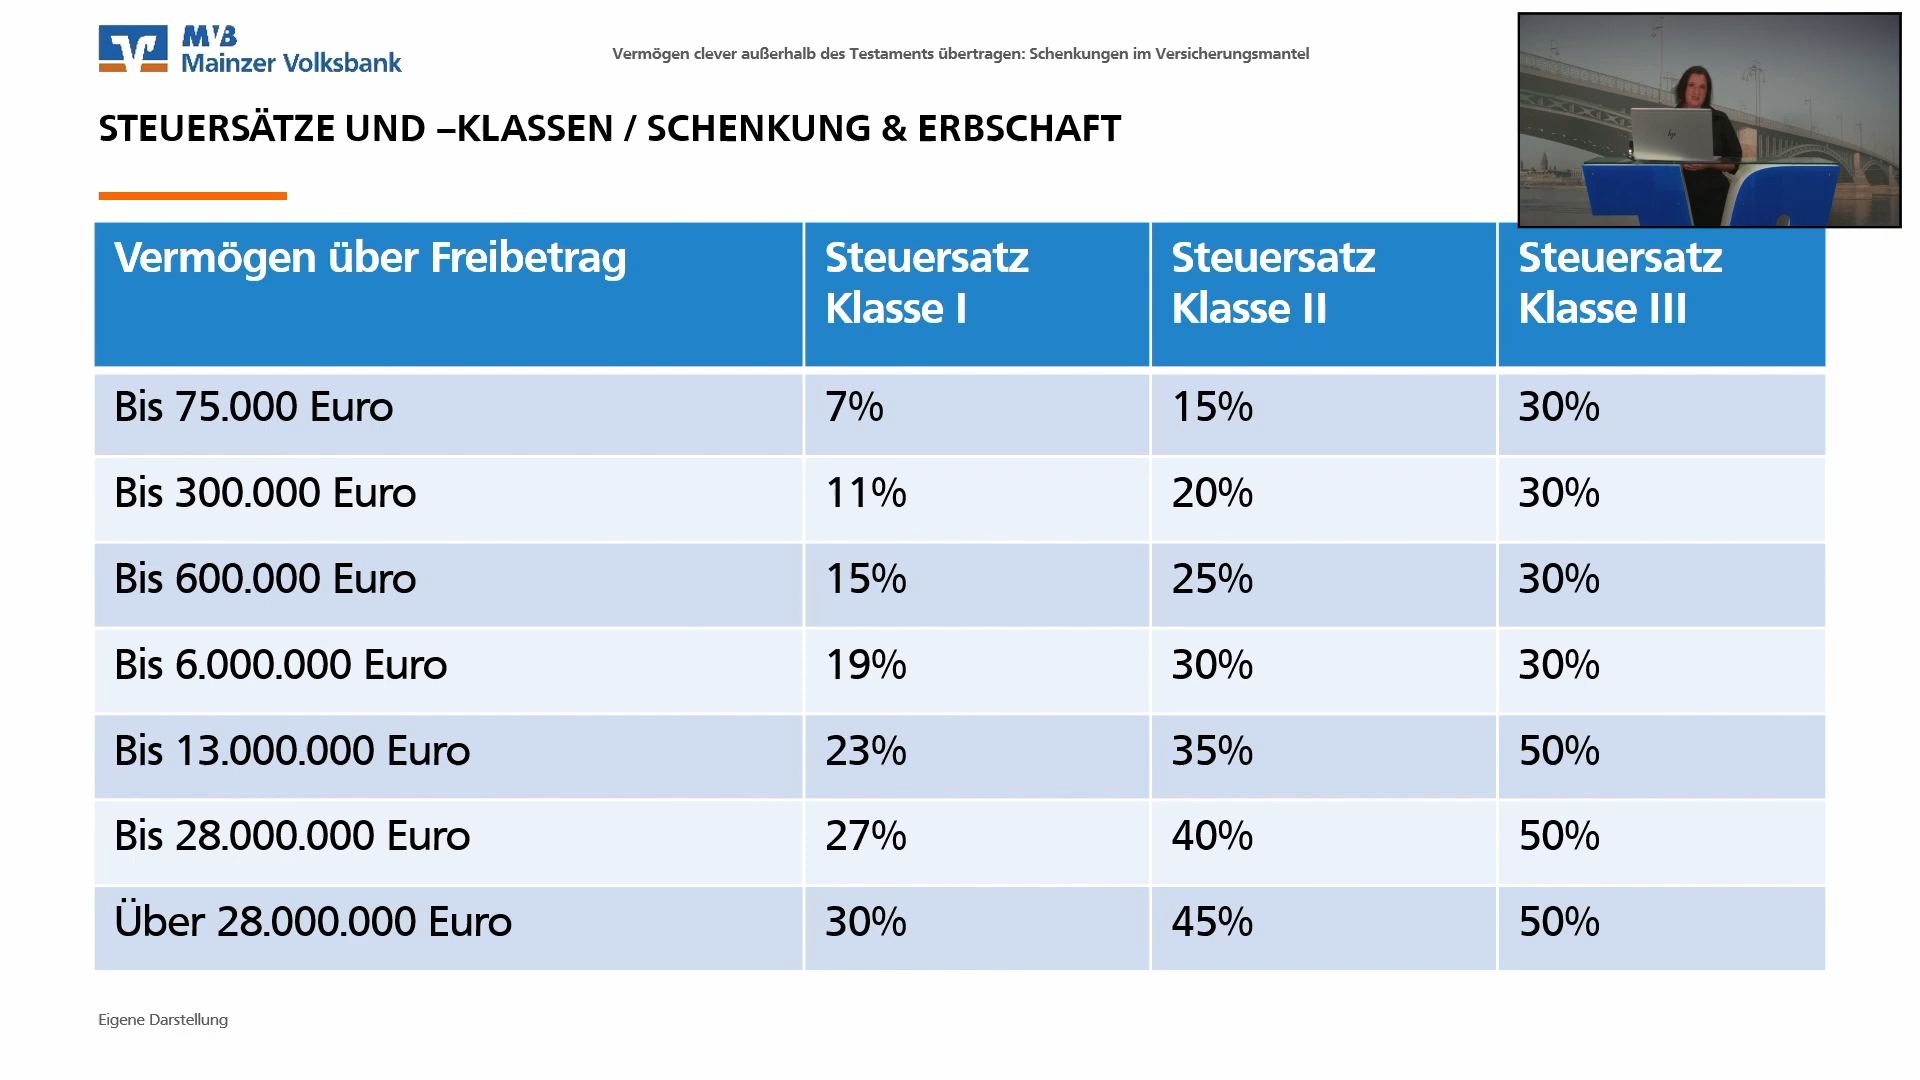 MVB
Mainzer Volksbank
Vermögen clever außerhalb des Testaments übertragen: Schenkungen im Versicherungsmantel
STEUERSÄTZE UND –KLASSEN / SCHENKUNG & ERBSCHAFT
Vermögen über Freibetrag Steuersatz Klasse I Steuersatz Klasse II Steuersatz Klasse III
Bis 75.000 Euro 7% 15% 30%
Bis 300.000 Euro 11% 20% 30%
Bis 600.000 Euro 15% 25% 30%
Bis 6.000.000 Euro 19% 30% 30%
Bis 13.000.000 Euro 23% 35% 50%
Bis 28.000.000 Euro 27% 40% 50%
Über 28.000.000 Euro 30% 45% 50%
Eigene Darstellung
hp